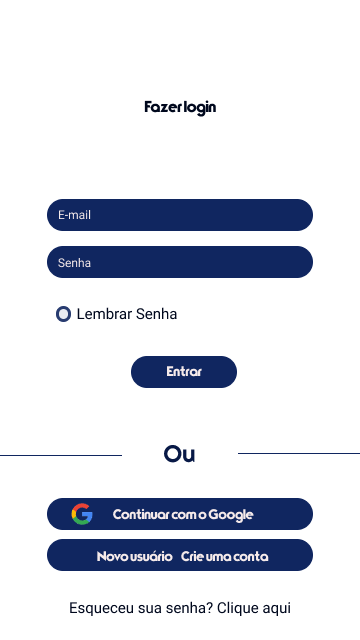 Fazer login
E-mail
Senha
Lembrar Senha
Entrar
Ou
Continuar com o Google
Novo usuário Crie uma conta
Esqueceu sua senha? Clique aqui